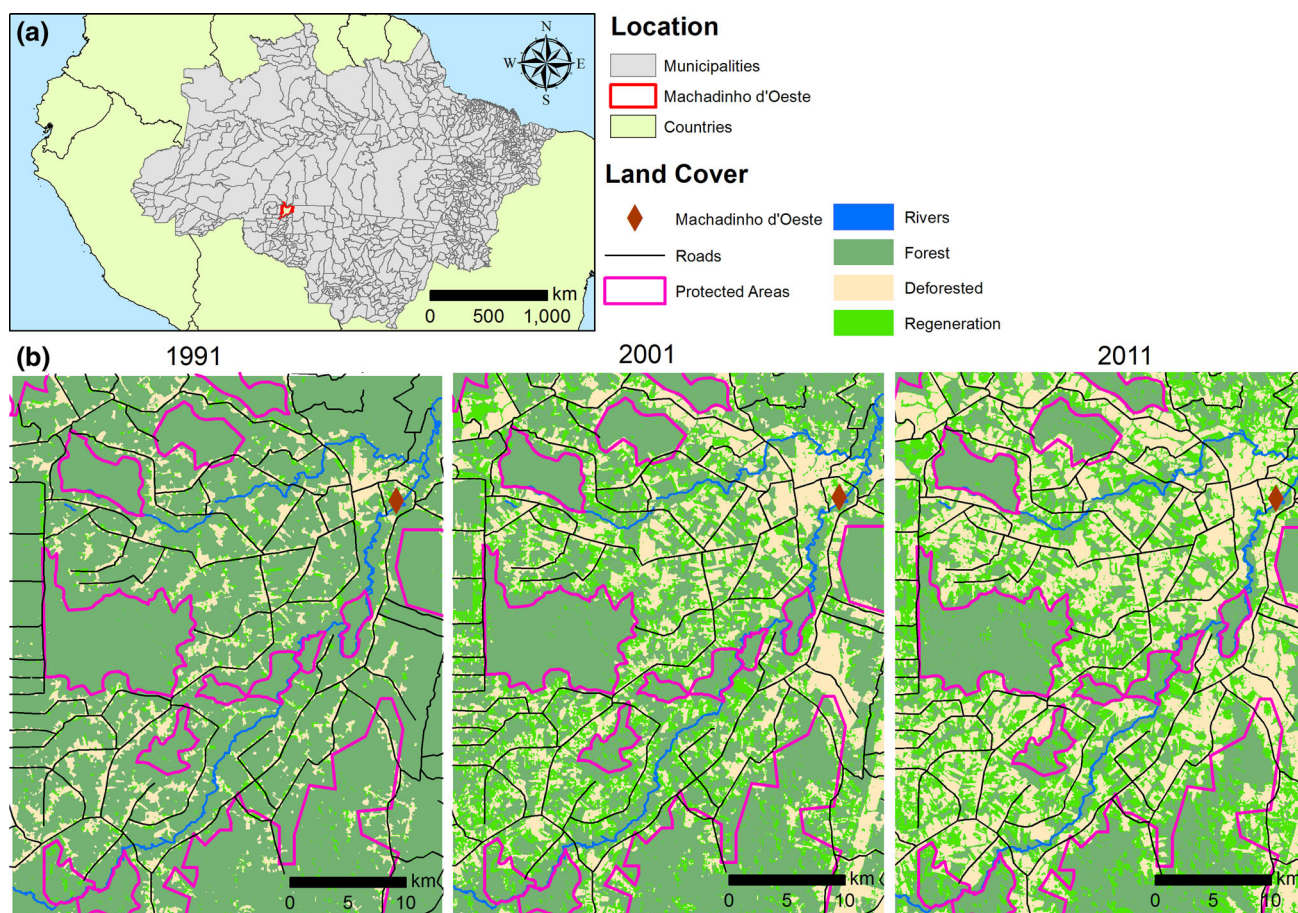 (a)
N
W E
S
km
0 500 1,000
Location
Municipalities
Machadinho d'Oeste
Countries
Land Cover
Machadinho d'Oeste
Roads
Protected Areas
Rivers
Forest
Deforested
Regeneration
(b) 1991 2001 2011
km km km
0 5 10 0 5 10 0 5 10